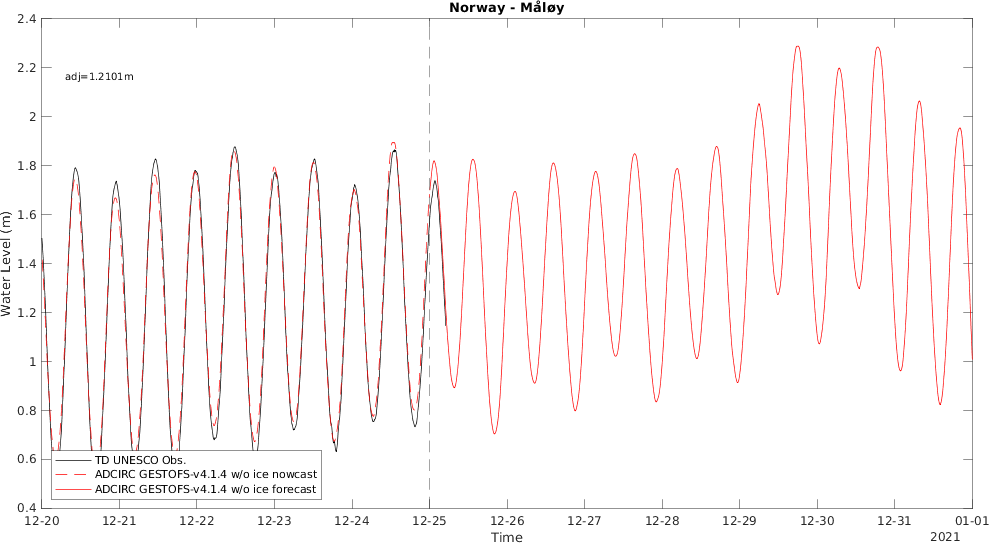 Norway - Måløy
2.4
2.2
2
1.8
1.6
1.4
1.2
1
0.8
0.6
0.4
Water Level (m)
adj=1.2101m
TD UNESCO Obs.
ADCIRC GESTOFS-v4.1.4 w/o ice nowcast
ADCIRC GESTOFS-v4.1.4 w/o ice forecast
12-20 12-21 12-22 12-23 12-24 12-25 12-26 12-27 12-28 12-29 12-30 12-31 01-01
Time
2021